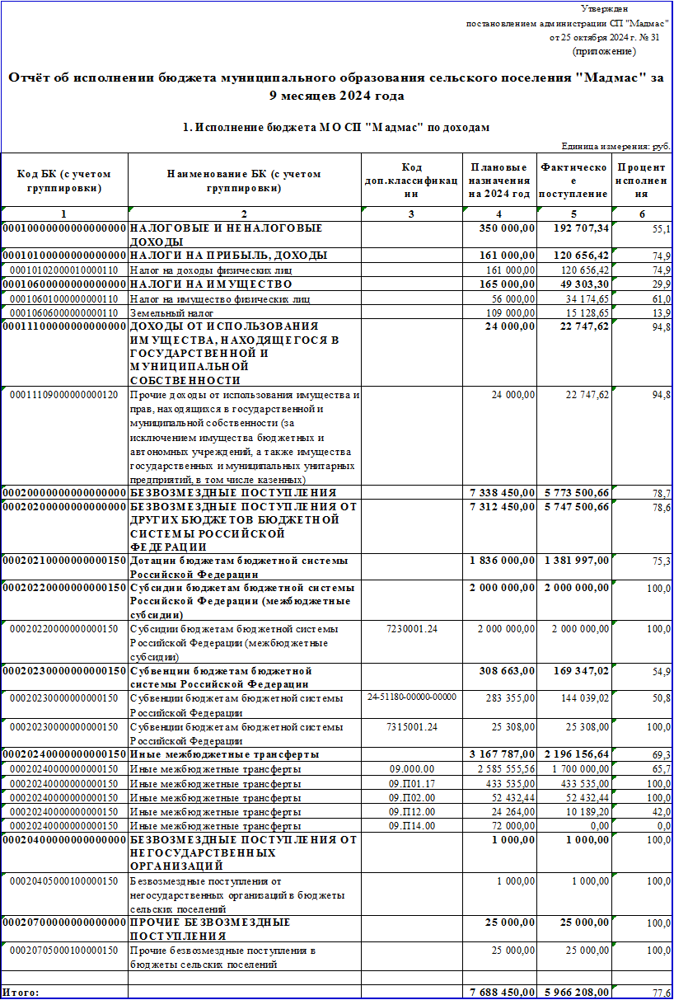 Утвержден
постановлением администрации СП "Мадмас"
от 25 октября 2024 г. № 31
(приложение)
Отчёт об исполнении бюджета муниципального образования сельского поселения "Мадмас" за
9 месяцев 2024 года
1. Исполнение бюджета МО СП "Мадмас" по доходам
Единица измерения: руб.
Код БК (с учетом группировки) Наименование БК (с учетом группировки) Код доп.классификац ии Плановые назначения на 2024 год Фактическо е поступление Процент исполнен ия
1 2 3 4 5 6
00010000000000000000 НАЛОГОВЫЕ И НЕНАЛОГОВЫЕ 350 000,00 192 707,34 55,1
ДОХОДЫ
00010100000000000000 НАЛОГИ НА ПРИБЫЛЬ, ДОХОДЫ 161 000,00 120 656,42 74,9
00010102000010000110 Налог на доходы физических лиц 161 000,00 120 656,42 74,9
00010600000000000000 НАЛОГИ НА ИМУЩЕСТВО 165 000,00 49 303,30 29,9
00010601000000000110 Налог на имущество физических лиц 56 000,00 34 174,65 61,0
00010606000000000110 Земельный налог 109 000,00 15 128,65 13,9
00011100000000000000 ДОХОДЫ ОТ ИСПОЛЬЗОВАНИЯ 24 000,00 22 747,62 94,8
ИМУЩЕСТВА, НАХОДЯЩЕГОСЯ В
ГОСУДАРСТВЕННОЙ И
МУНИЦИПАЛЬНОЙ
СОБСТВЕННОСТИ
00011109000000000120 Прочие доходы от использования имущества и 24 000,00 22 747,62 94,8
прав, находящихся в государственной и
муниципальной собственности (за
исключением имущества бюджетных и
автономных учреждений, а также имущества
государственных и муниципальных унитарных
предприятий, в том числе казенных)
00020000000000000000 БЕЗВОЗМЕЗДНЫЕ ПОСТУПЛЕНИЯ 7 338 450,00 5 773 500,66 78,7
00020200000000000000 БЕЗВОЗМЕЗДНЫЕ ПОСТУПЛЕНИЯ ОТ 7 312 450,00 5 747 500,66 78,6
ДРУГИХ БЮДЖЕТОВ БЮДЖЕТНОЙ
СИСТЕМЫ РОССИЙСКОЙ
ФЕДЕРАЦИИ
00020210000000000150 Дотации бюджетам бюджетной системы 1 836 000,00 1 381 997,00 75,3
Российской Федерации
00020220000000000150 Субсидии бюджетам бюджетной системы 2 000 000,00 2 000 000,00 100,0
Российской Федерации (межбюджетные
субсидии)
00020220000000000150 Субсидии бюджетам бюджетной системы 7230001.24 2 000 000,00 2 000 000,00 100,0
Российской Федерации (межбюджетные
субсидии)
00020230000000000150 Субвенции бюджетам бюджетной 308 663,00 169 347,02 54,9
системы Российской Федерации
00020230000000000150 Субвенции бюджетам бюджетной системы 24-51180-00000-00000 283 355,00 144 039,02 50,8
Российской Федерации
00020230000000000150 Субвенции бюджетам бюджетной системы 7315001.24 25 308,00 25 308,00 100,0
Российской Федерации
00020240000000000150 Иные межбюджетные трансферты 3 167 787,00 2 196 156,64 69,3
00020240000000000150 Иные межбюджетные трансферты 09.000.00 2 585 555,56 1 700 000,00 65,7
00020240000000000150 Иные межбюджетные трансферты 09.П01.17 433 535,00 433 535,00 100,0
00020240000000000150 Иные межбюджетные трансферты 09.П02.00 52 432,44 52 432,44 100,0
00020240000000000150 Иные межбюджетные трансферты 09.П12.00 24 264,00 10 189,20 42,0
00020240000000000150 Иные межбюджетные трансферты 09.П14.00 72 000,00 0,00 0,0
00020400000000000000 БЕЗВОЗМЕЗДНЫЕ ПОСТУПЛЕНИЯ ОТ 1 000,00 1 000,00 100,0
НЕГОСУДАРСТВЕННЫХ
ОРГАНИЗАЦИЙ
00020405000100000150 Безвозмездные поступления от 1 000,00 1 000,00 100,0
негосударственных организаций в бюджеты
сельских поселений
00020700000000000000 ПРОЧИЕ БЕЗВОЗМЕЗДНЫЕ 25 000,00 25 000,00 100,0
ПОСТУПЛЕНИЯ
00020705000100000150 Прочие безвозмездные поступления в 25 000,00 25 000,00 100,0
бюджеты сельских поселений
Итого: 7 688 450,00 5 966 208,00 77,6